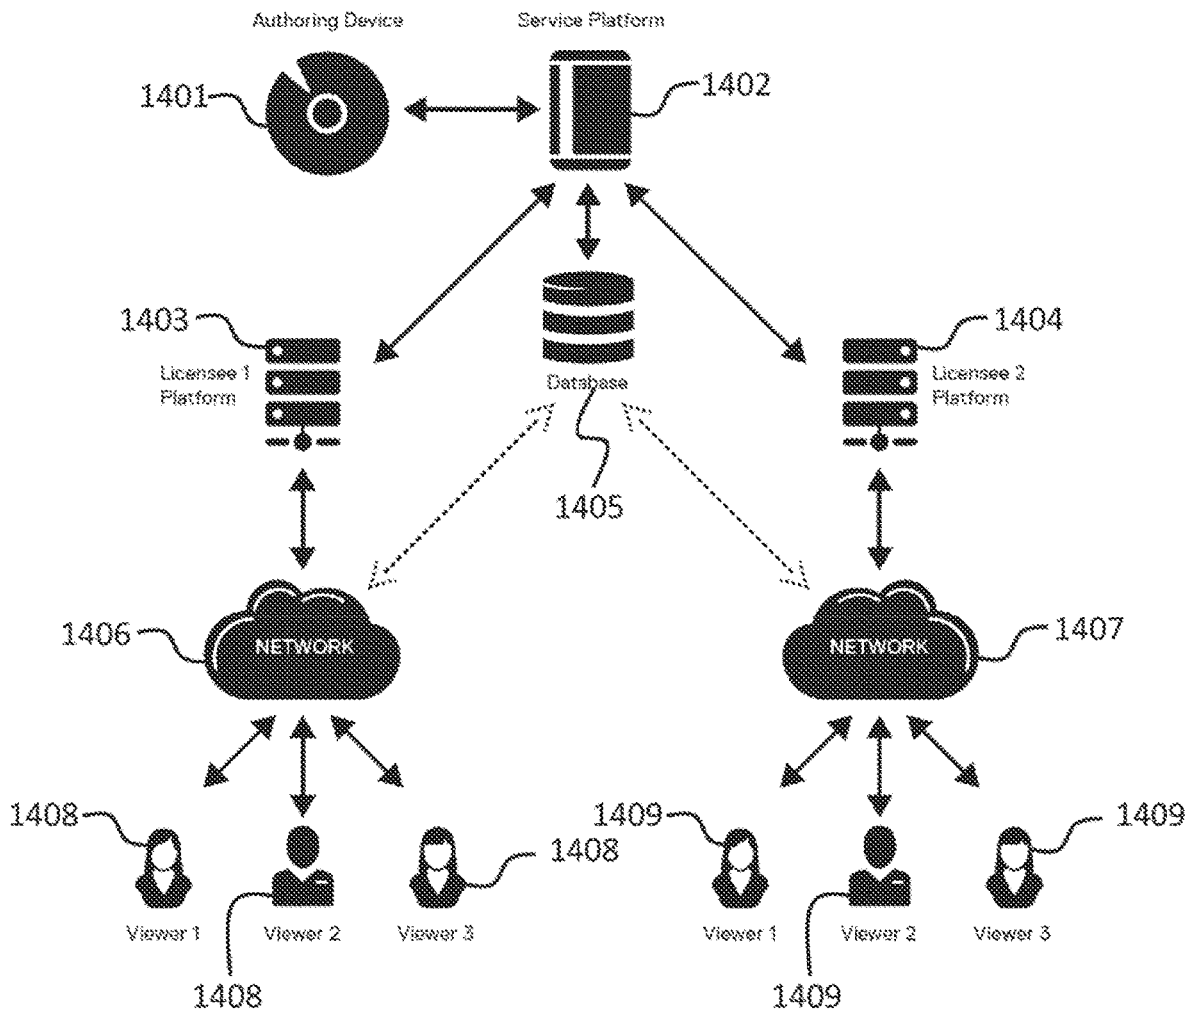 Authoring Device
Service Platform
1401
1402
1403
1404
Licensee 1
Platform
Database
Licensee 2
Platform
1405
1406
NETWORK
NETWORK
1407
1408
1409
1409
1408
Viewer 1
Viewer 2
Viewer 3
Viewer 1
Viewer 2
Viewer 3
1408
1409